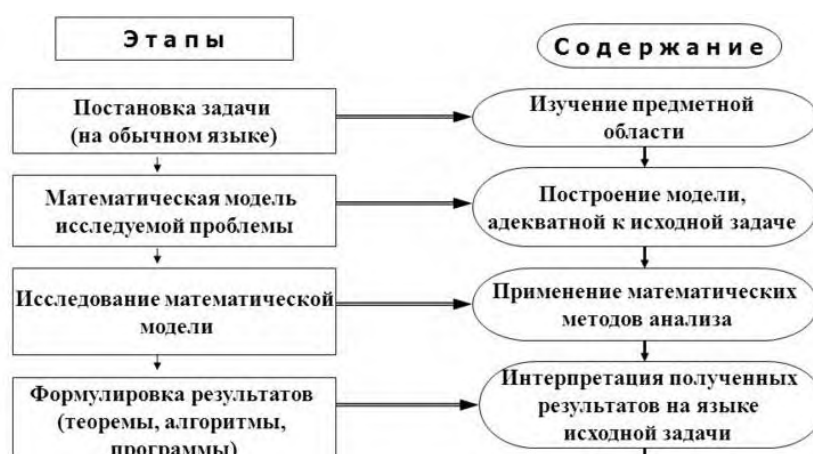 Этапы
Содержание
Постановка задачи
(на обычном языке)
Изучение предметной
области
Математическая модель
исследуемой проблемы
Построение модели,
адекватной к исходной задаче
Исследование математической
модели
Применение математических
методов анализа
Формулировка результатов
(теоремы, алгоритмы,
программы)
Интерпретация полученных
результатов на языке
исходной задачи